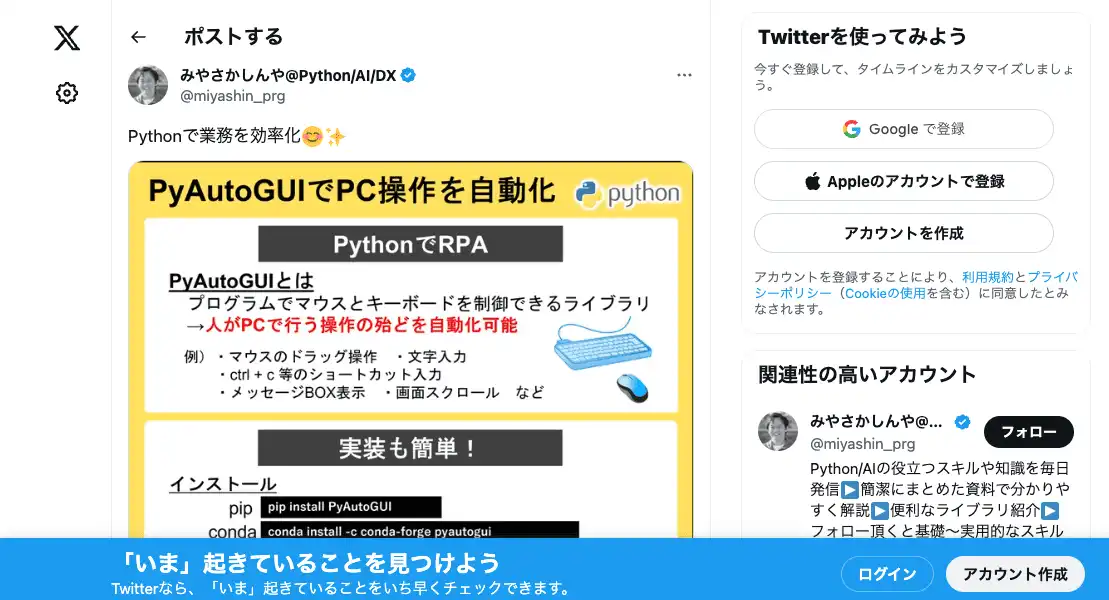 ポストする
みやさかしんや@Python/AI/DX
@miyashin_prg
Pythonで業務を効率化😊✨
PyAutoGUIでPC操作を自動化
python
PythonでRPA
PyAutoGUIとは
プログラムでマウスとキーボードを制御できるライブラリ
→人がPCで行う操作の殆どを自動化可能
例）・マウスのドラッグ操作　・文字入力
・ctrl + c 等のショートカット入力
・メッセージBOX表示　・画面スクロール　など
実装も簡単！
インストール
pip pip install PyAutoGUI
conda conda install -c conda-forge pyautogui
Twitterを使ってみよう
今すぐ登録して、タイムラインをカスタマイズしましょ
う。
Google で登録
Appleのアカウントで登録
アカウントを作成
アカウントを登録することにより、利用規約とプライバ
シーポリシー（Cookieの使用を含む）に同意したとみ
なされます。
関連性の高いアカウント
みやさかしんや@...
@miyashin_prg
フォロー
Python/AIの役立つスキルや知識を毎日
発信▶️簡潔にまとめた資料で分かりや
すく解説▶️便利なライブラリ紹介▶️
フォロー頂くと基礎〜実用的なスキル
「いま」起きていることを見つけよう
Twitterなら、「いま」起きていることをいち早くチェックできます。
ログイン
アカウント作成